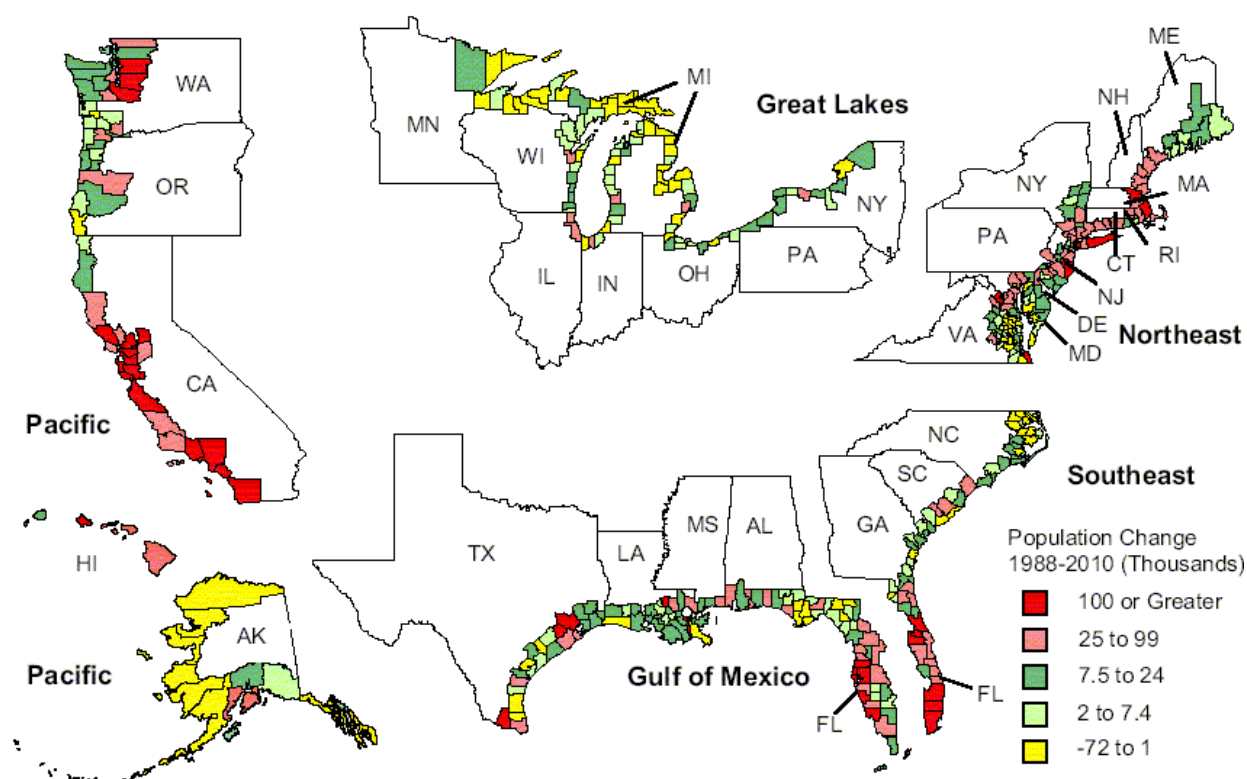 WA
OR
CA
Pacific
MN
WI
MI
Great Lakes
IL
IN
OH
PA
NY
ME
NH
NY
MA
PA
CT
RI
NJ
DE
VA
MD
Northeast
HI
AK
Pacific
TX
LA
MS
AL
GA
SC
NC
Southeast
Gulf of Mexico
FL
FL
Population Change
1988-2010 (Thousands)
100 or Greater
25 to 99
7.5 to 24
2 to 7.4
-72 to 1